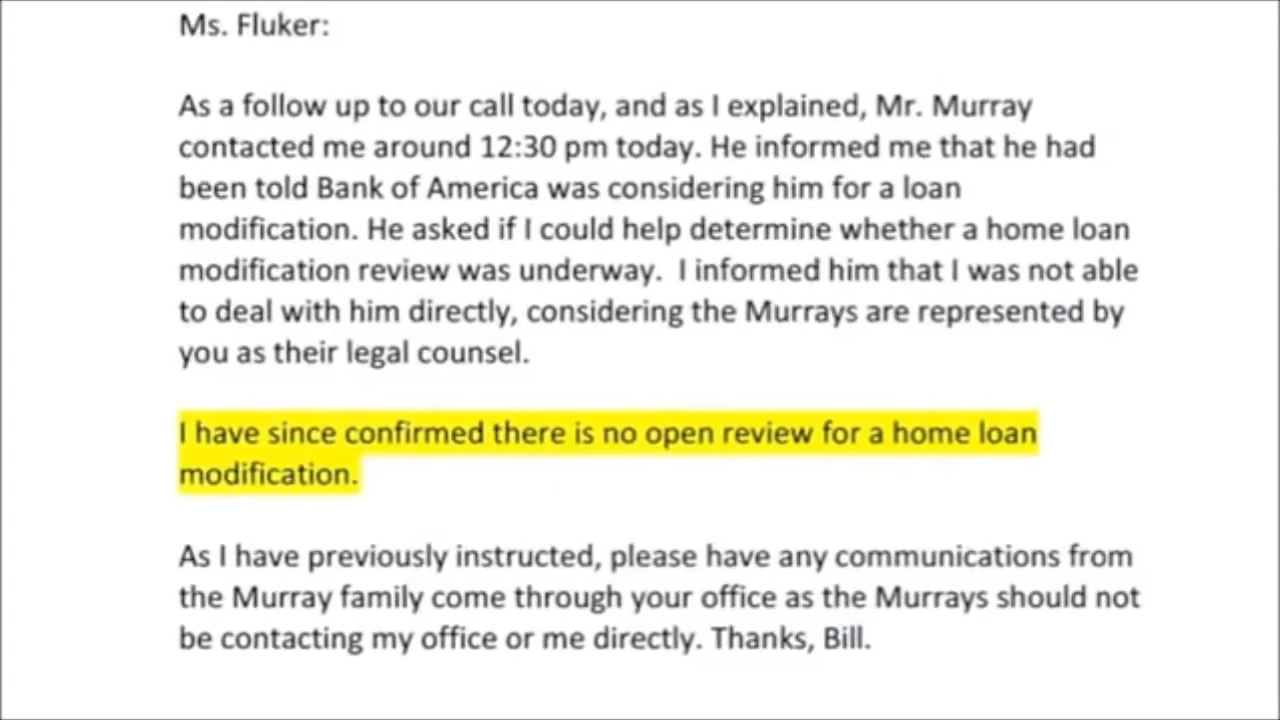 Ms. Fluker:
As a follow up to our call today, and as I explained, Mr. Murray
contacted me around 12:30 pm today. He informed me that he had
been told Bank of America was considering him for a loan
modification. He asked if I could help determine whether a home loan
modification review was underway.  I informed him that I was not able
to deal with him directly, considering the Murrays are represented by
you as their legal counsel.
I have since confirmed there is no open review for a home loan
modification.
As I have previously instructed, please have any communications from
the Murray family come through your office as the Murrays should not
be contacting my office or me directly. Thanks, Bill.